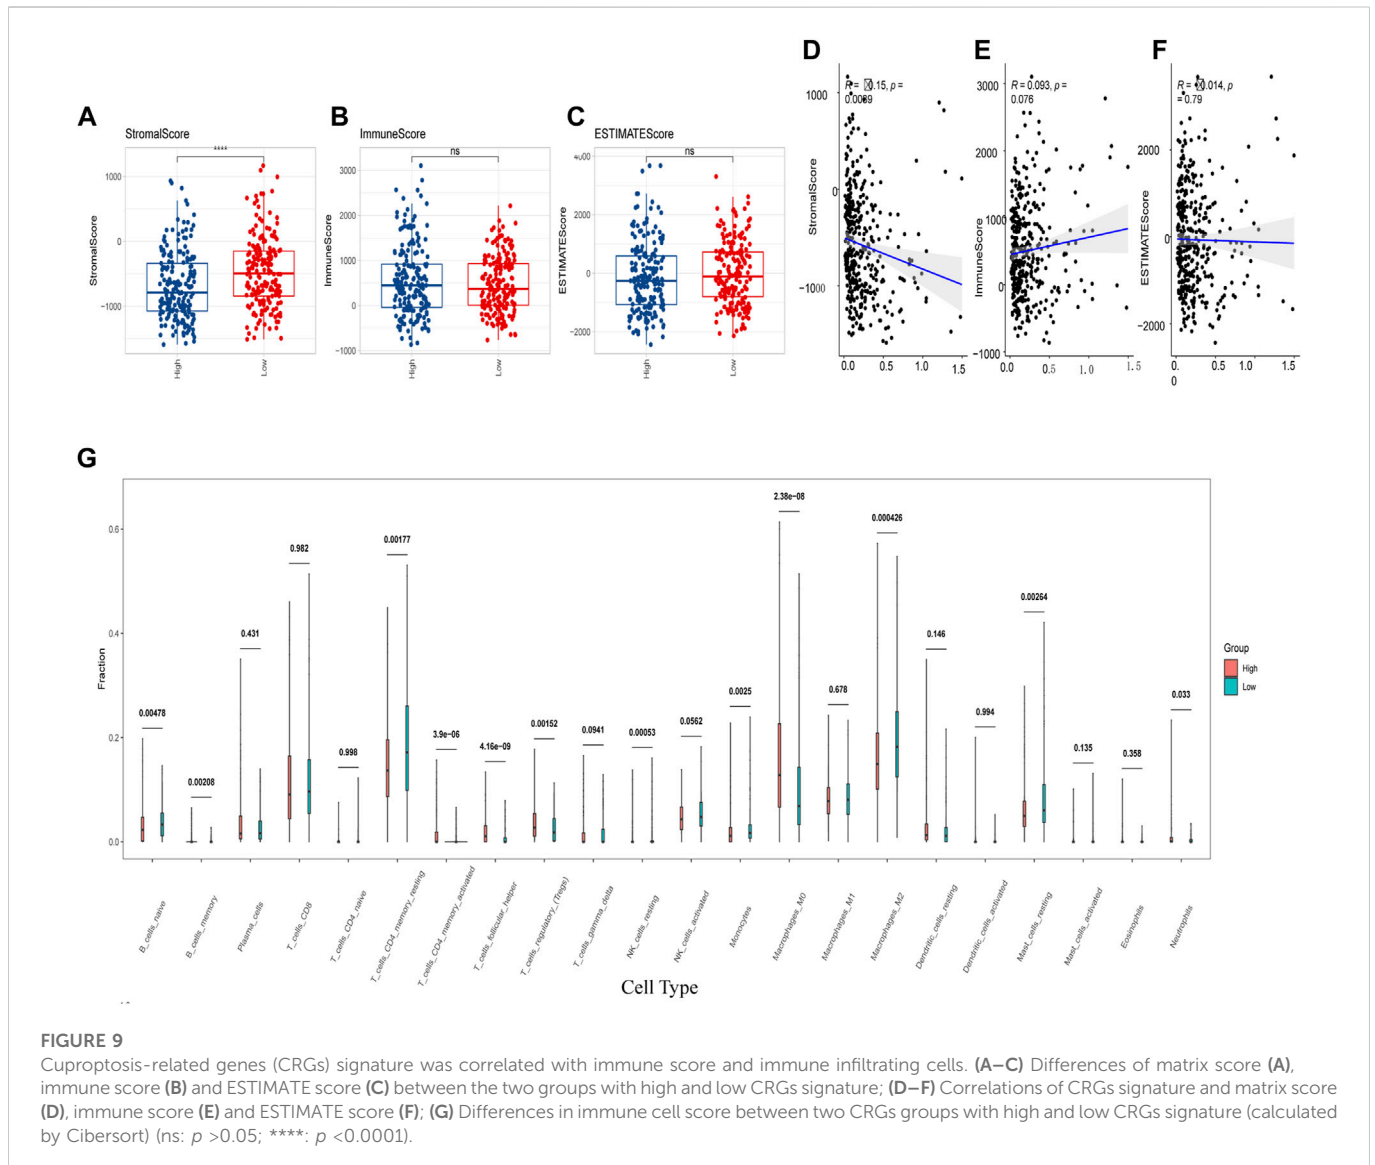 A
StromalScore
****
StromalScore
1000
0
−1000
High
Low
B
ImmuneScore
ns
ImmuneScore
3000
2000
1000
0
−1000
High
Low
C
ESTIMATEScore
ns
ESTIMATEScore
2000
0
−2000
High
Low
D
0.15, p =
StromalScore
1000
0
−1000
0.0
0.5
1.0
1.5
E
R = 0.093, p =
0.076
ImmuneScore
3000
2000
1000
0
−1000
0.0
0.5
1.0
1.5
F
0.014, p
= 0.79
ESTIMATEScore
2000
0
−2000
0.0
0.5
1.0
1.5
0
G
Fraction
0.6
0.4
0.2
0.0
0.00478
0.00208
0.431
0.982
0.998
0.00177
3.9e−06
4.16e−09
0.00152
0.0941
0.00053
0.0562
0.0025
2.38e−08
0.678
0.000426
0.146
0.994
0.00264
0.135
0.358
0.033
Group
High
Low
B_cells_naive
B_cells_memory
Plasma_cells
T_cells_CD8
T_cells_CD4_naive
T_cells_CD4_memory_resting
T_cells_CD4_memory_activated
T_cells_follicular_helper
T_cells_regulatory_(Tregs)
T_cells_gamma_delta
NK_cells_resting
NK_cells_activated
Monocytes
Macrophages_M0
Macrophages_M1
Macrophages_M2
Dendritic_cells_resting
Dendritic_cells_activated
Mast_cells_resting
Mast_cells_activated
Eosinophils
Neutrophils
Cell Type
FIGURE 9
Cuproptosis-related genes (CRGs) signature was correlated with immune score and immune infiltrating cells. (A–C) Differences of matrix score (A),
immune score (B) and ESTIMATE score (C) between the two groups with high and low CRGs signature; (D–F) Correlations of CRGs signature and matrix score
(D), immune score (E) and ESTIMATE score (F); (G) Differences in immune cell score between two CRGs groups with high and low CRGs signature (calculated
by Cibersort) (ns: p >0.05; ****: p <0.0001).